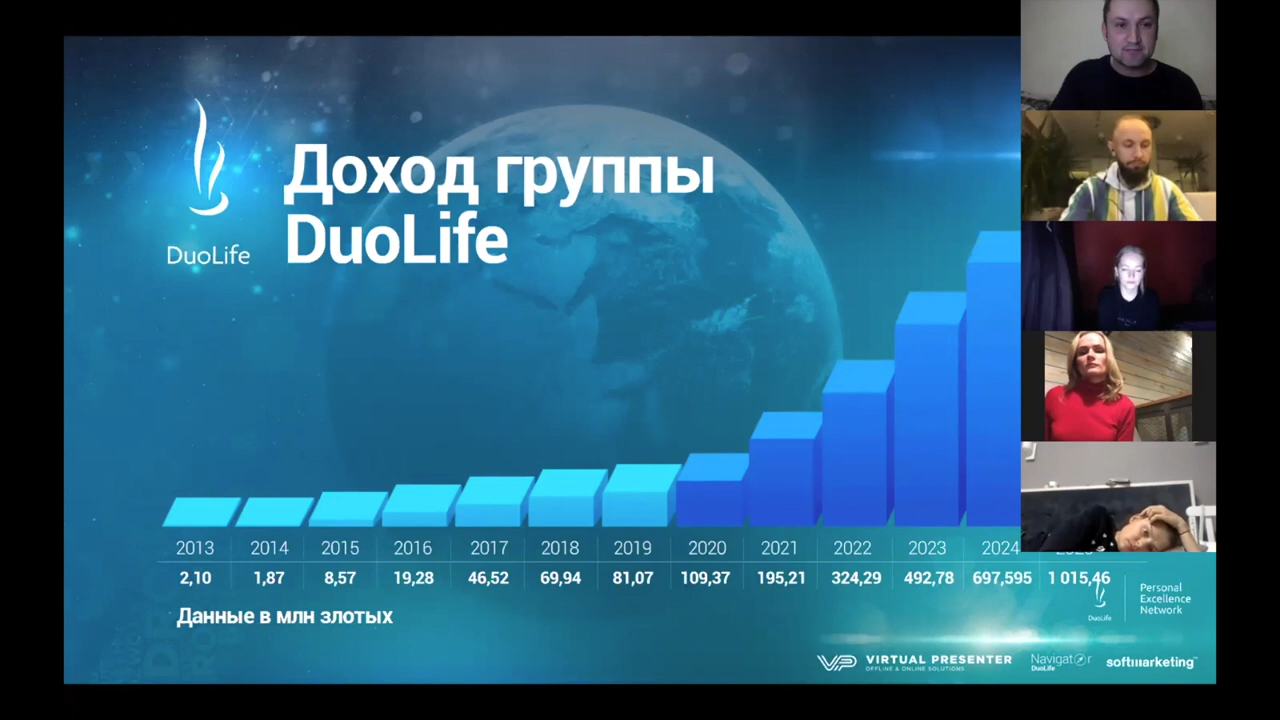 Доход группы
DuoLife
DuoLife
2013 2014 2015 2016 2017 2018 2019 2020 2021 2022 2023 2024
2,10 1,87 8,57 19,28 46,52 69,94 81,07 109,37 195,21 324,29 492,78 697,595 1 015,46
Данные в млн злотых
DuoLife
Personal
Excellence
Network
VP VIRTUAL PRESENTER
OFFLINE & ONLINE SOLUTIONS
Navigator
DuoLife
softmarketing